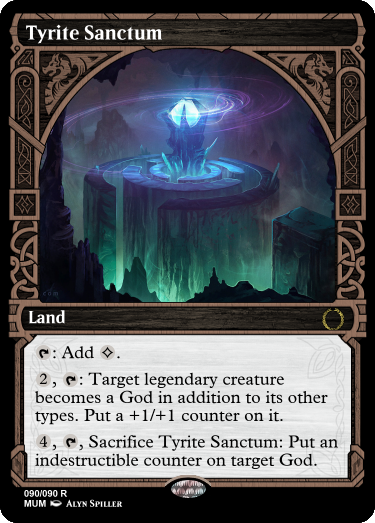 Tyrite Sanctum
Land
: Add .
2, : Target legendary creature
becomes a God in addition to its other
types. Put a +1/+1 counter on it.
4, , Sacrifice Tyrite Sanctum: Put an
indestructible counter on target God.
090/090 R
MUM Alyn Spiller